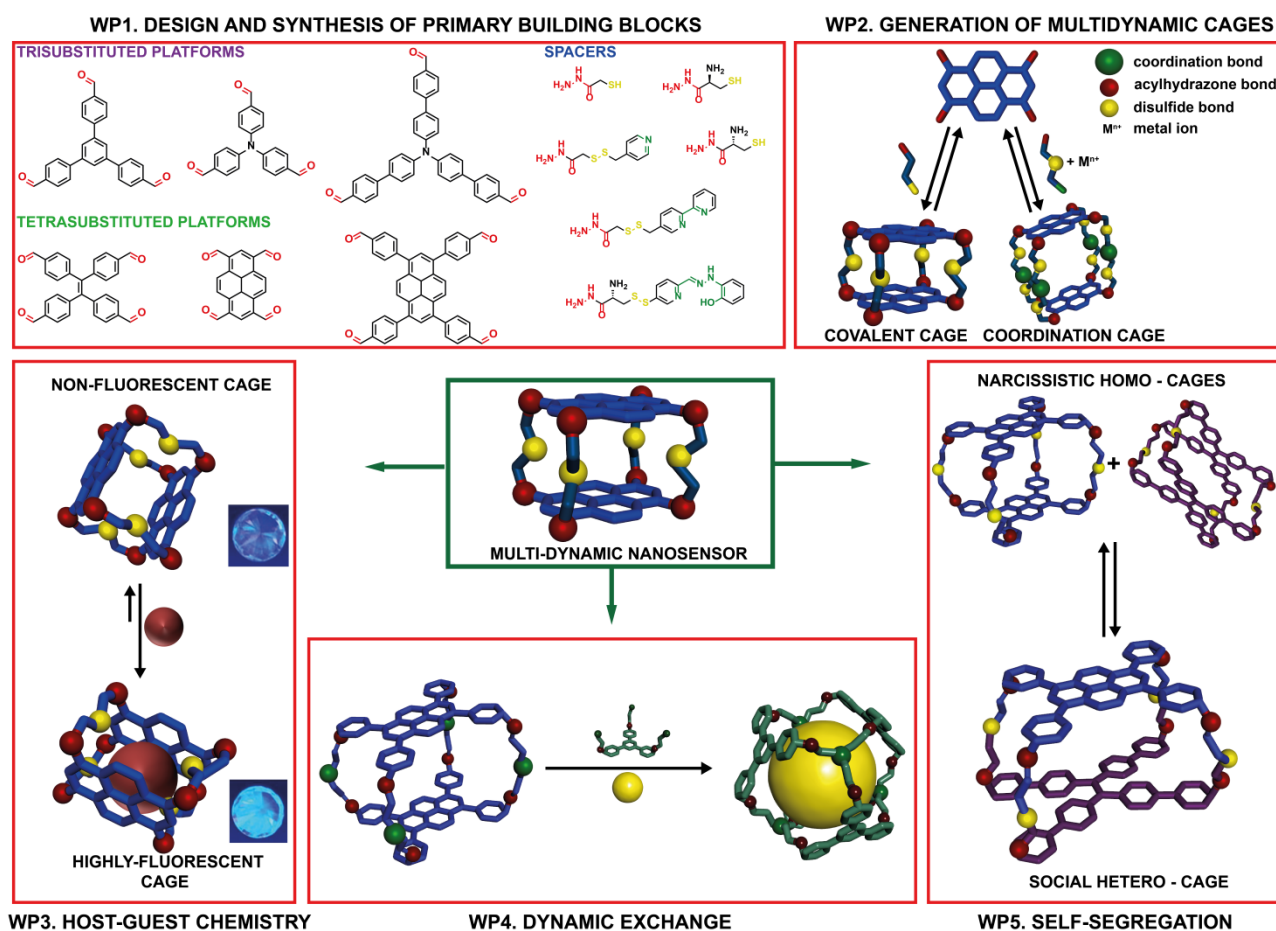 WP1. DESIGN AND SYNTHESIS OF PRIMARY BUILDING BLOCKS
TRISUBSTITUTED PLATFORMS
SPACERS
TETRASUBSTITUTED PLATFORMS
WP2. GENERATION OF MULTIDYNAMIC CAGES
coordination bond
acylhydrazone bond
disulfide bond
Mⁿ⁺ metal ion
+ Mⁿ⁺
COVALENT CAGE
COORDINATION CAGE
NON-FLUORESCENT CAGE
HIGHLY-FLUORESCENT
CAGE
WP3. HOST-GUEST CHEMISTRY
MULTI-DYNAMIC NANOSENSOR
WP4. DYNAMIC EXCHANGE
NARCISSISTIC HOMO - CAGES
+
SOCIAL HETERO - CAGE
WP5. SELF-SEGREGATION